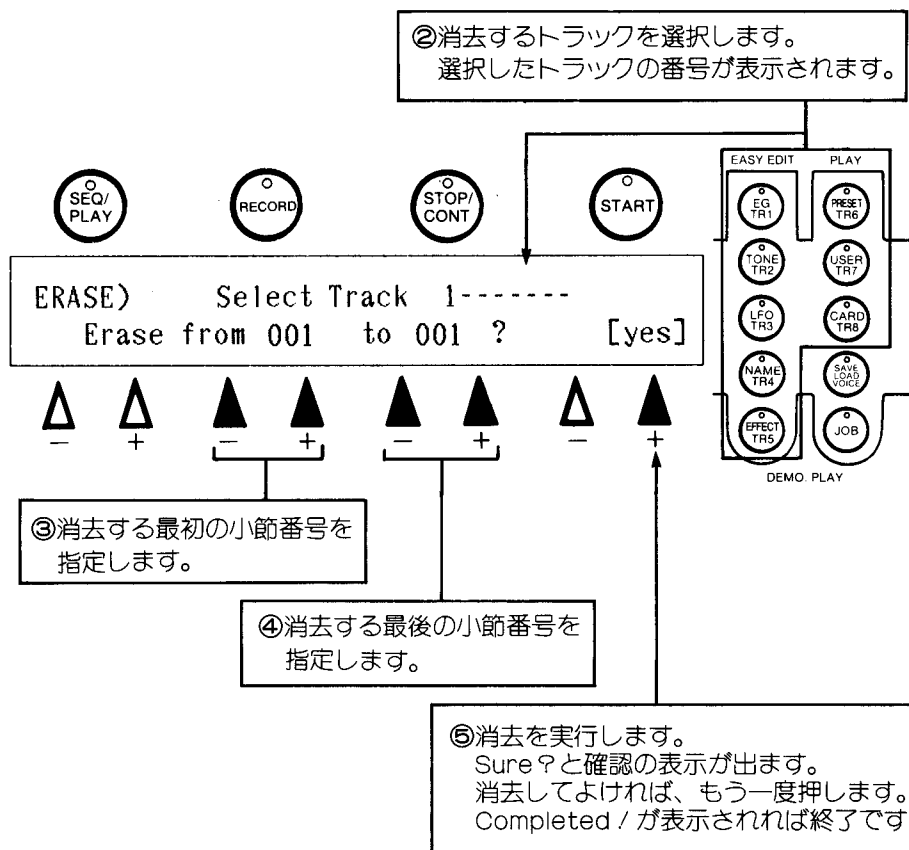 ②消去するトラックを選択します。
選択したトラックの番号が表示されます。
EASY EDIT PLAY
SEQ/
PLAY
RECORD
STOP/
CONT
START
EG
TR1
PRESET
TR6
TONE
TR2
USER
TR7
LFO
TR3
CARD
TR8
NAME
TR4
SAVE
LOAD
VOICE
EFFECT
TR5
JOB
DEMO. PLAY
ERASE) Select Track 1-------
Erase from 001 to 001 ? [yes]
− + − + − + − +
③消去する最初の小節番号を
指定します。
④消去する最後の小節番号を
指定します。
⑤消去を実行します。
Sure?と確認の表示が出ます。
消去してよければ、もう一度押します。
Completed!が表示されれば終了です